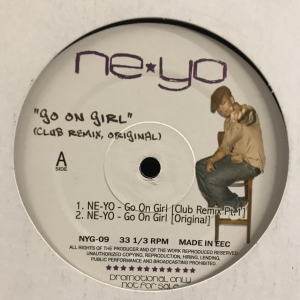 ne★yo
"go on girl"
(club remix, original)
A
SIDE
1. NE-YO - Go On Girl [Club Remix Pt.1]
2. NE-YO - Go On Girl [Original]
NYG-09 33 1/3 RPM MADE IN EEC
ALL RIGHTS OF THE PRODUCER AND OF THE WORK REPRODUCED RESERVED.
UNAUTHORIZED COPYING, REPRODUCTION, HIRING, LENDING,
PUBLIC PERFORMANCE AND BROADCASTING PROHIBITED.
promotional only
not for sale